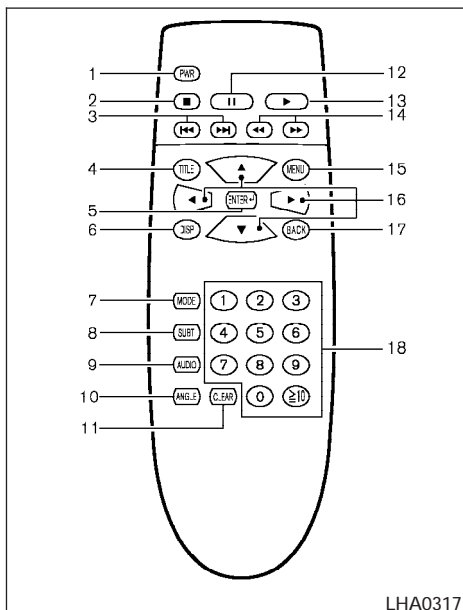 1 PWR 12
2 13
3 14
4 TITLE MENU 15
5 ENTER 16
6 DISP BACK 17
7 MODE 1 2 3
8 SUBT 4 5 6 18
9 AUDIO 7 8 9
10 ANGLE CLEAR 0 ≧10
11
LHA0317